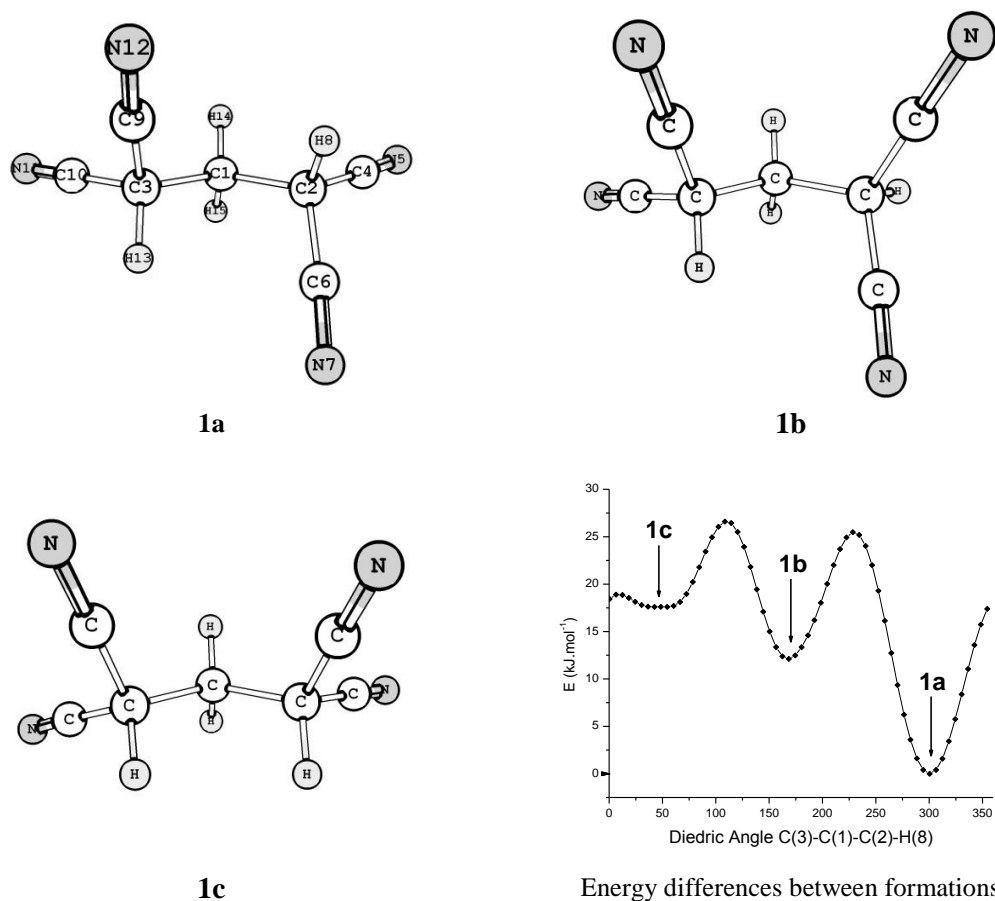 N12
C9
H14
H8
N1 C10 C3 C1 C2 C4 N5
H15
H13
C6
N7
1a
N N
C C
H
N C C C C H
H
H
C
N
1b
N N
C C
H
N C C C C C N
H
H H
1c
30
25
20
15
10
5
0
E (kJ.mol⁻¹)
1c
1b
1a
0 50 100 150 200 250 300 350
Diedric Angle C(3)-C(1)-C(2)-H(8)
Energy differences between formations